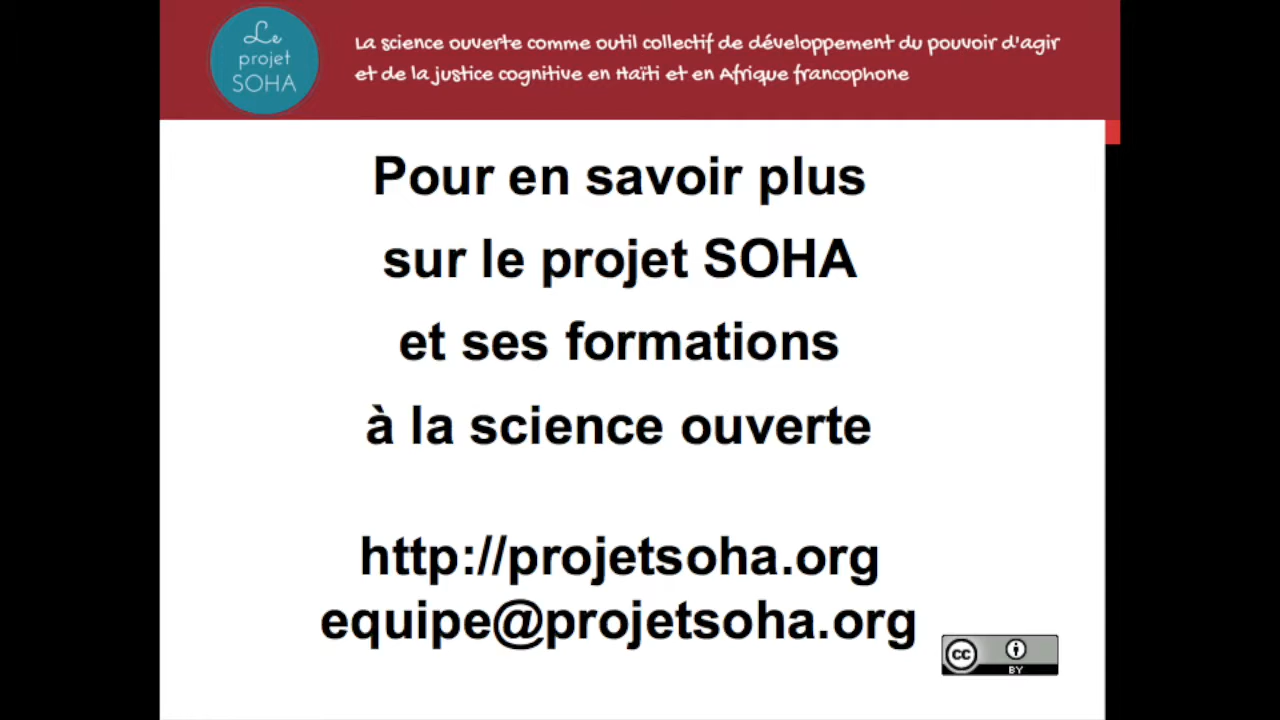 Le
projet
SOHA
La science ouverte comme outil collectif de développement du pouvoir d'agir
et de la justice cognitive en Haïti et en Afrique francophone
Pour en savoir plus
sur le projet SOHA
et ses formations
à la science ouverte
http://projetsoha.org
equipe@projetsoha.org
cc
BY